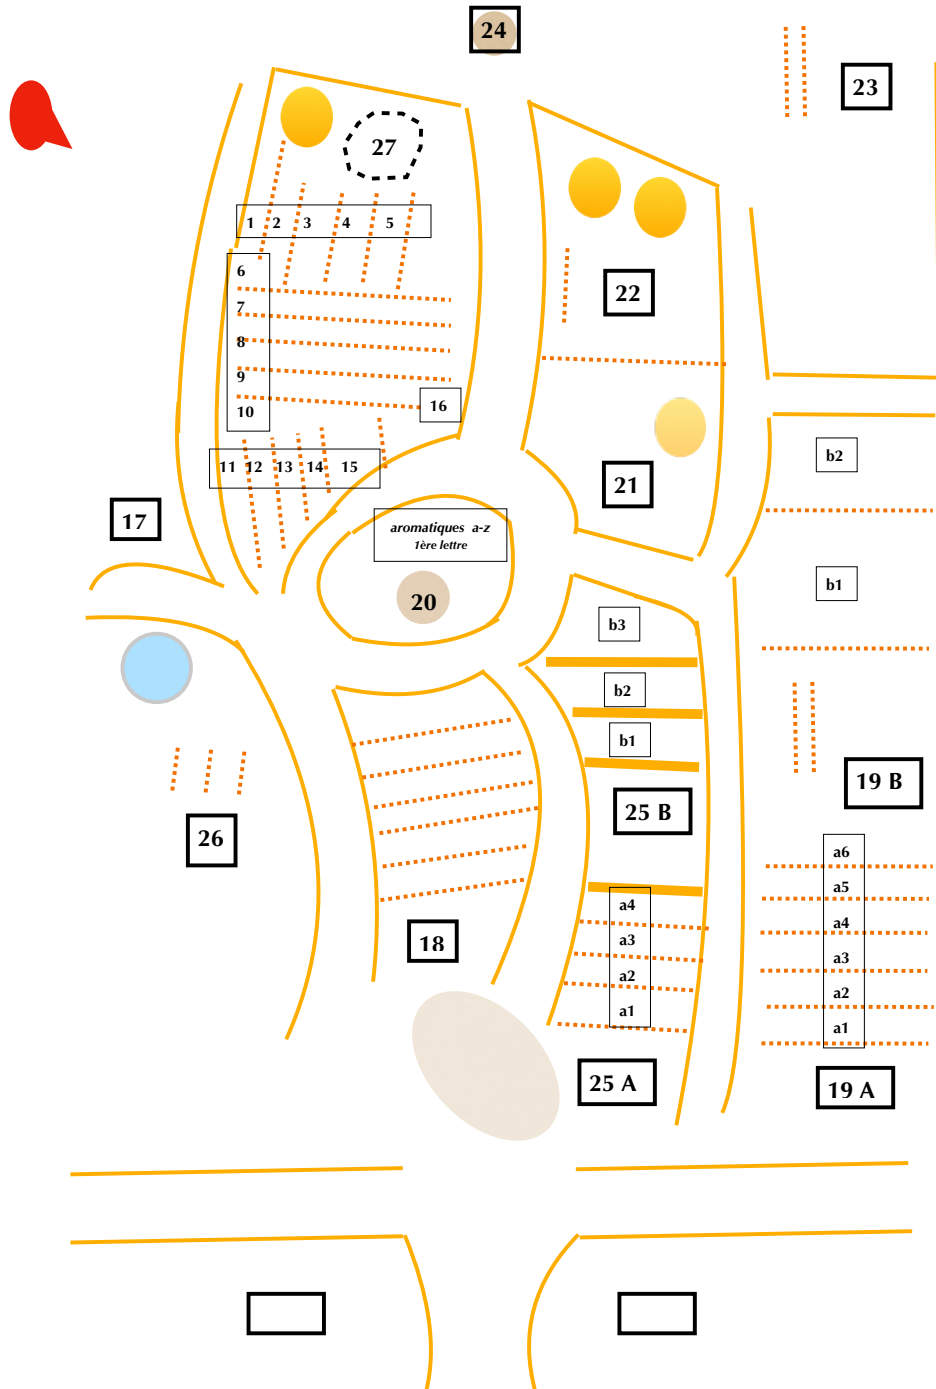 24
23
27
1 2 3 4 5
6
7
8
9
10
22
16
11 12 13 14 15
21
17
b2
aromatiques a-z
1ère lettre
20
b1
b3
b2
b1
19 B
25 B
26
18
a6
a5
a4
a3
a2
a1
a4
a3
a2
a1
25 A
19 A